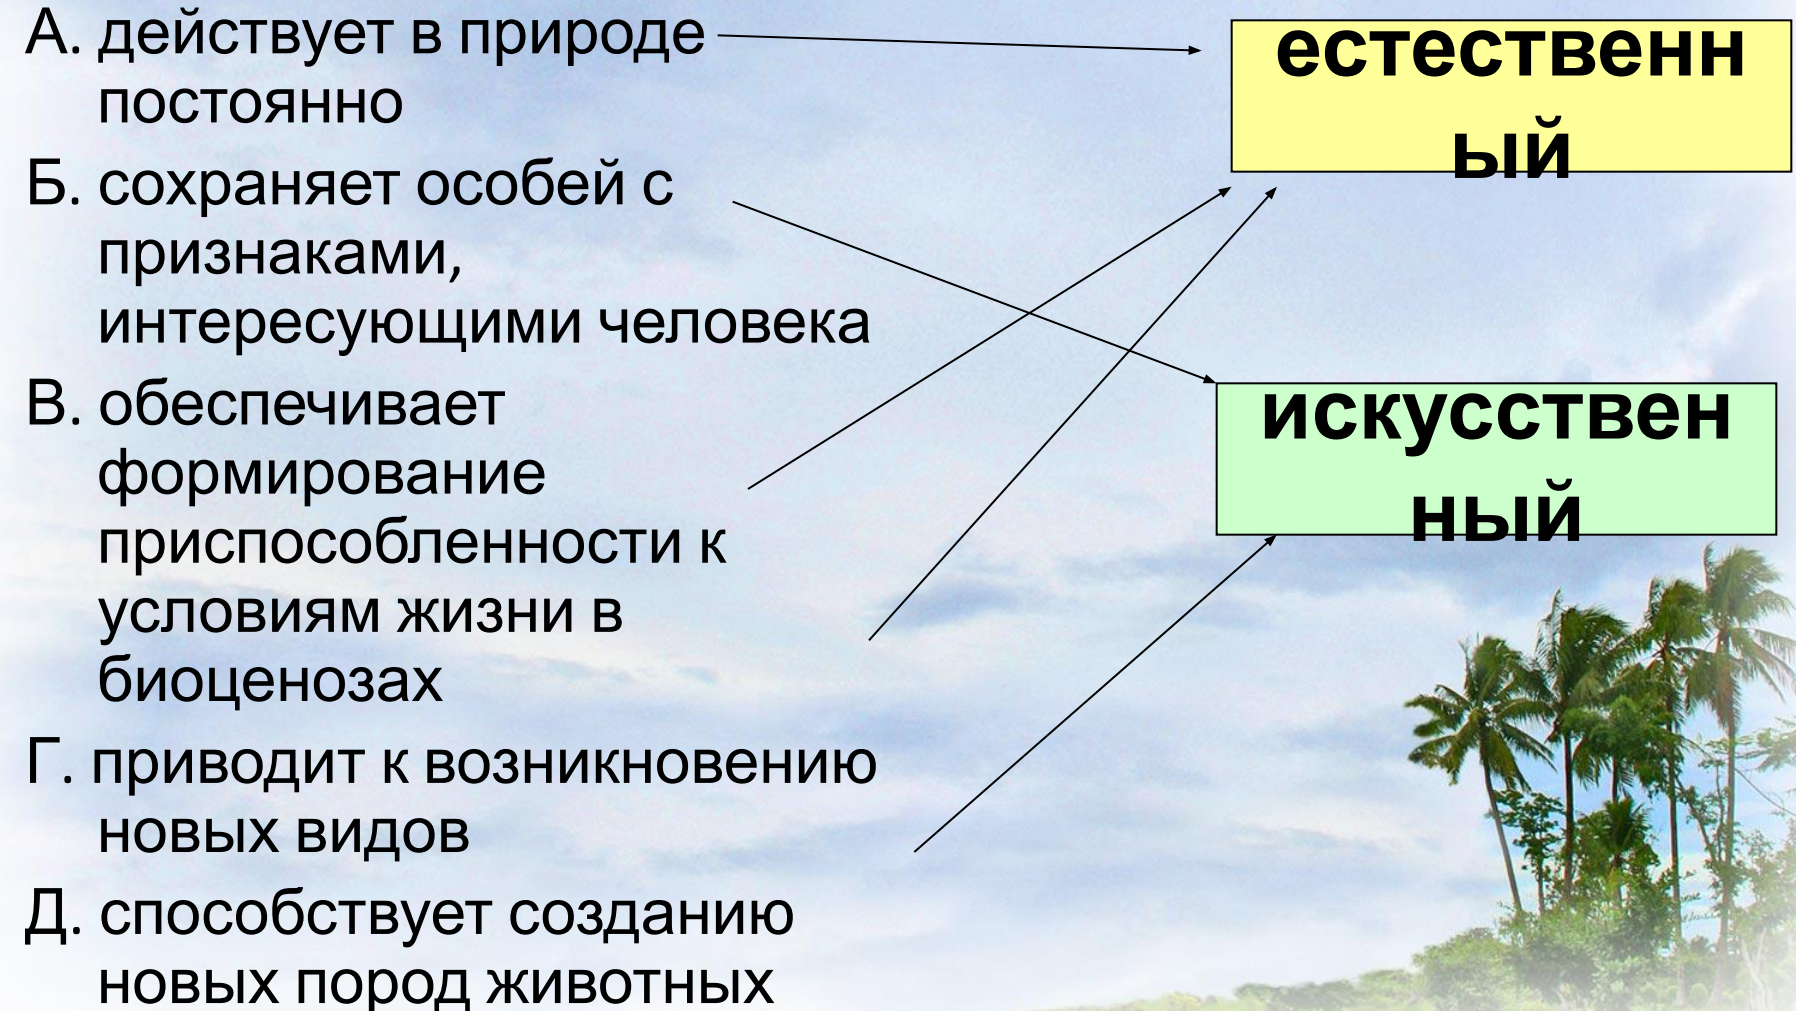 А. действует в природе
постоянно
Б. сохраняет особей с
признаками,
интересующими человека
В. обеспечивает
формирование
приспособленности к
условиям жизни в
биоценозах
Г. приводит к возникновению
новых видов
Д. способствует созданию
новых пород животных
естественн
ый
искусствен
ный